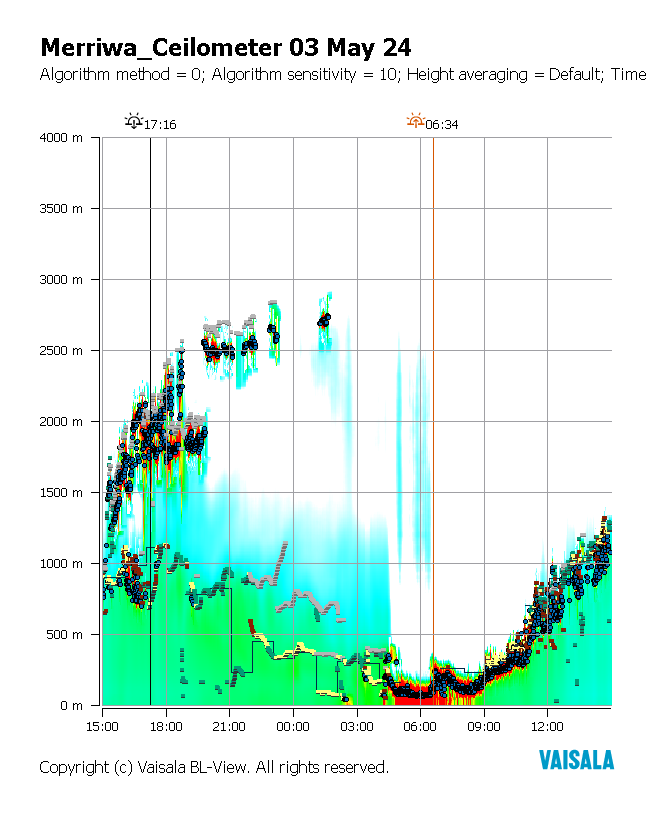 Merriwa_Ceilometer 03 May 24
Algorithm method = 0; Algorithm sensitivity = 10; Height averaging = Default; Time
17:16 06:34
4000 m
3500 m
3000 m
2500 m
2000 m
1500 m
1000 m
500 m
0 m
15:00 18:00 21:00 00:00 03:00 06:00 09:00 12:00
VAISALA
Copyright (c) Vaisala BL-View. All rights reserved.